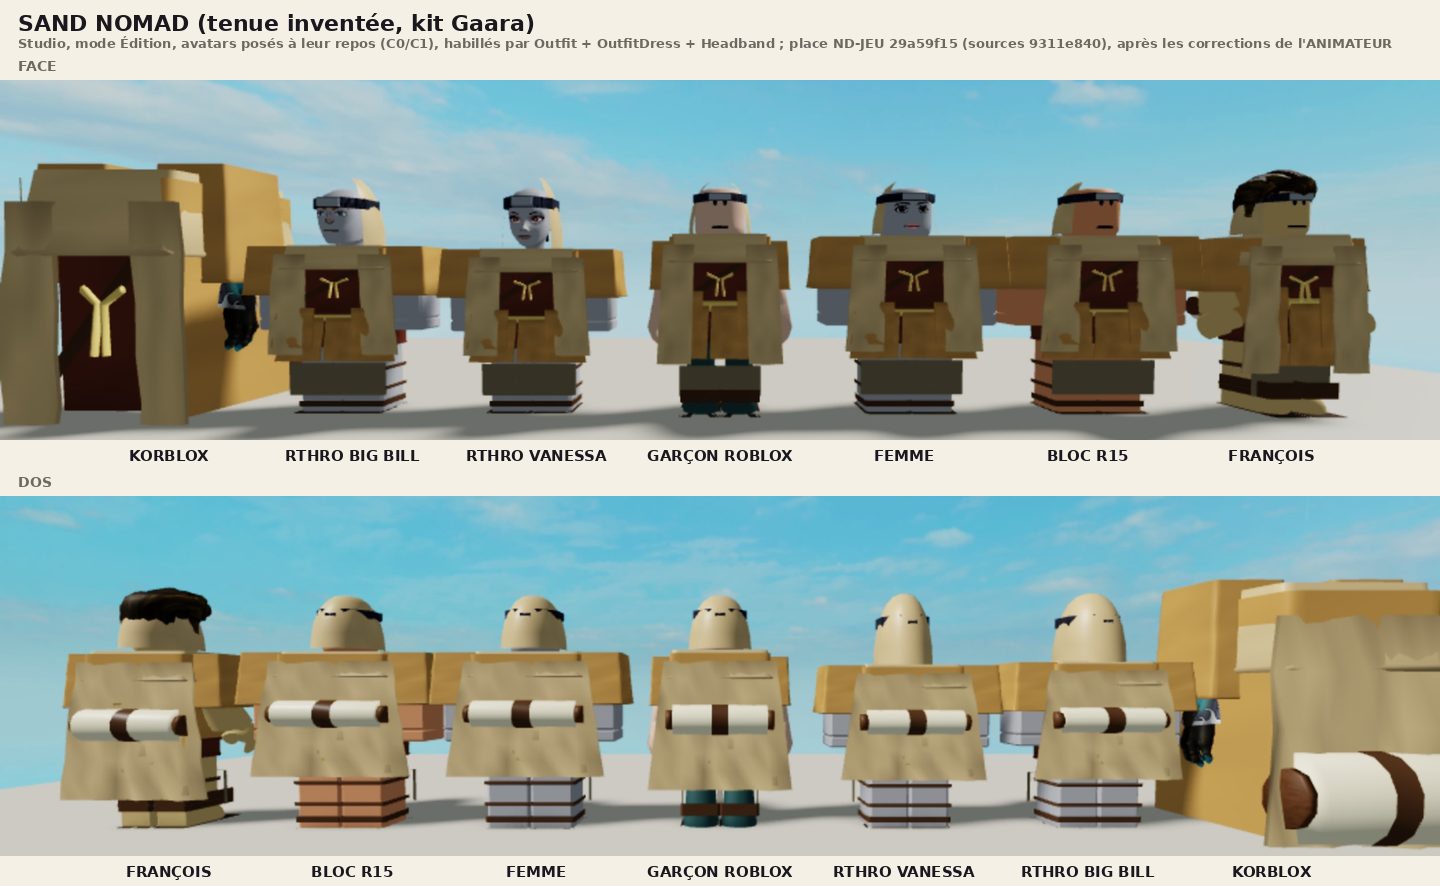 SAND NOMAD (tenue inventée, kit Gaara)
Studio, mode Édition, avatars posés à leur repos (C0/C1), habillés par Outfit + OutfitDress + Headband ; place ND-JEU 29a59f15 (sources 9311e840), après les corrections de l'ANIMATEUR
FACE
KORBLOX RTHRO BIG BILL RTHRO VANESSA GARÇON ROBLOX FEMME BLOC R15 FRANÇOIS
DOS
FRANÇOIS BLOC R15 FEMME GARÇON ROBLOX RTHRO VANESSA RTHRO BIG BILL KORBLOX